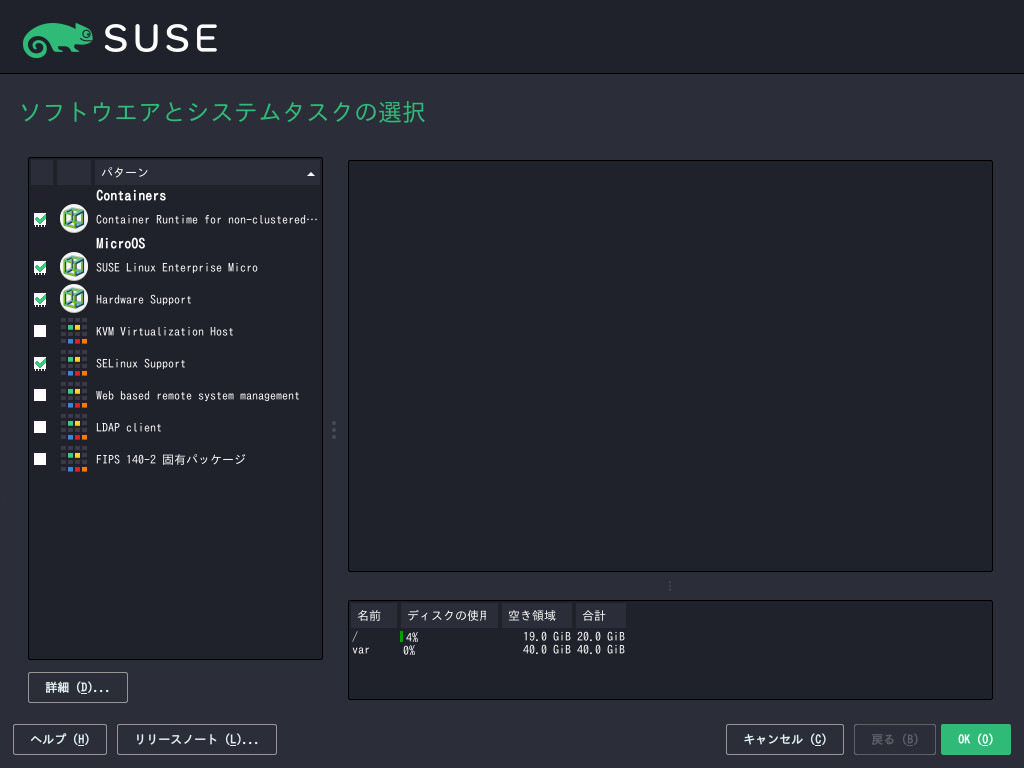 SUSE
ソフトウエアとシステムタスクの選択
パターン
Containers
Container Runtime for non-clustered…
MicroOS
SUSE Linux Enterprise Micro
Hardware Support
KVM Virtualization Host
SELinux Support
Web based remote system management
LDAP client
FIPS 140-2 固有パッケージ
名前 ディスクの使用 空き領域 合計
/ 4% 19.0 GiB 20.0 GiB
var 0% 40.0 GiB 40.0 GiB
詳細 (D)...
ヘルプ (H) リリースノート (L)... キャンセル (C) 戻る (B) OK (O)